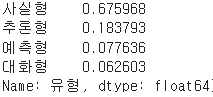 사실형    0.675968
추론형    0.183793
예측형    0.077636
대화형    0.062603
Name: 유형, dtype: float64